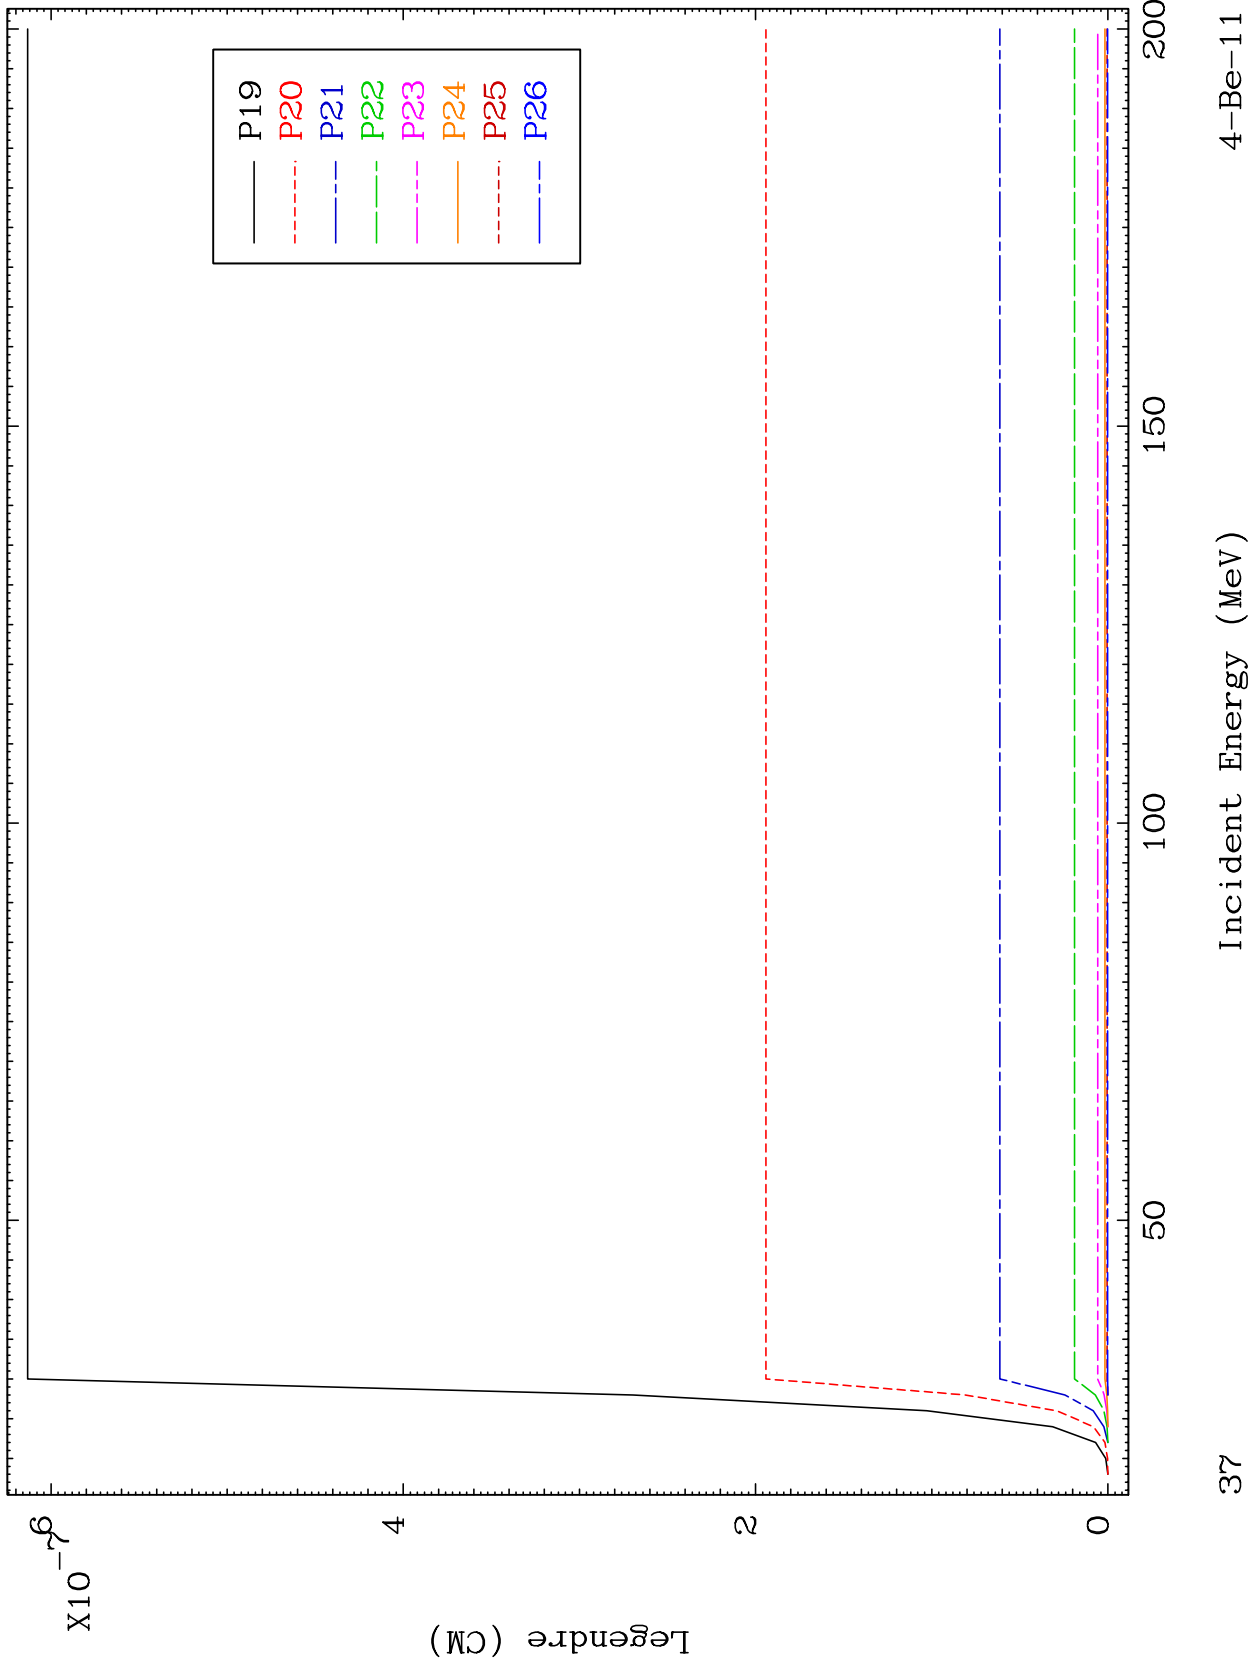 X10-7
6
4
2
0
Legendre (CM)
P19
P20
P21
P22
P23
P24
P25
P26
50
100
150
200
37
Incident Energy (MeV)
4-Be-11